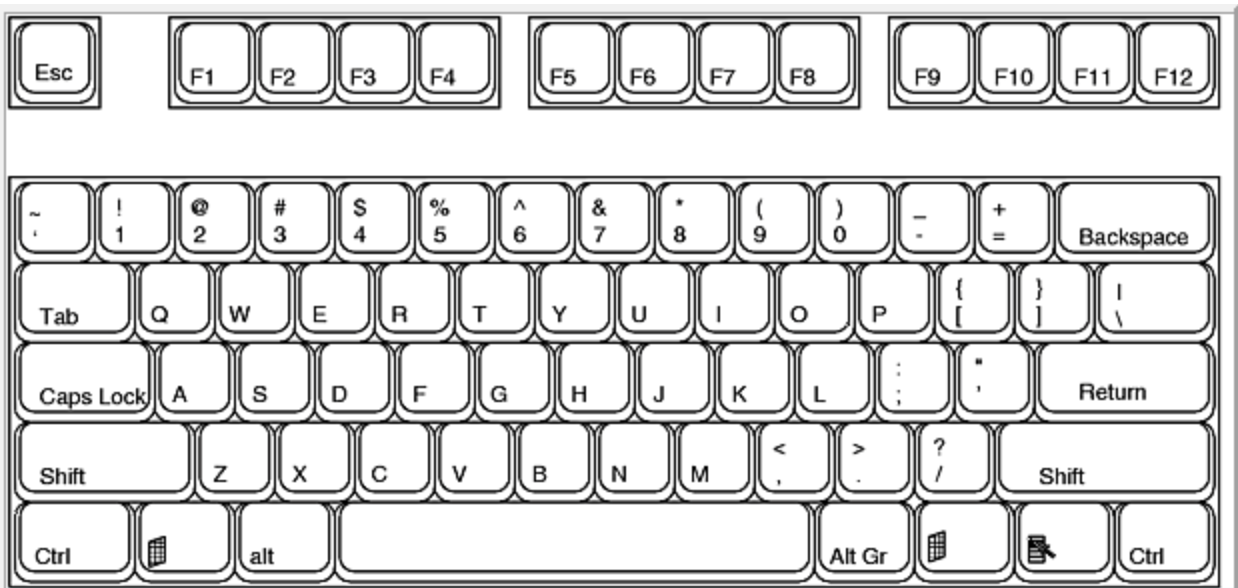 Esc F1 F2 F3 F4 F5 F6 F7 F8 F9 F10 F11 F12
~ ! @ # $ % ^ & * ( ) _ +
` 1 2 3 4 5 6 7 8 9 0 - = Backspace
{ } |
Tab Q W E R T Y U I O P [ ] \
: "
Caps Lock A S D F G H J K L ; ' Return
< > ?
Shift Z X C V B N M , . / Shift
Ctrl alt Alt Gr Ctrl